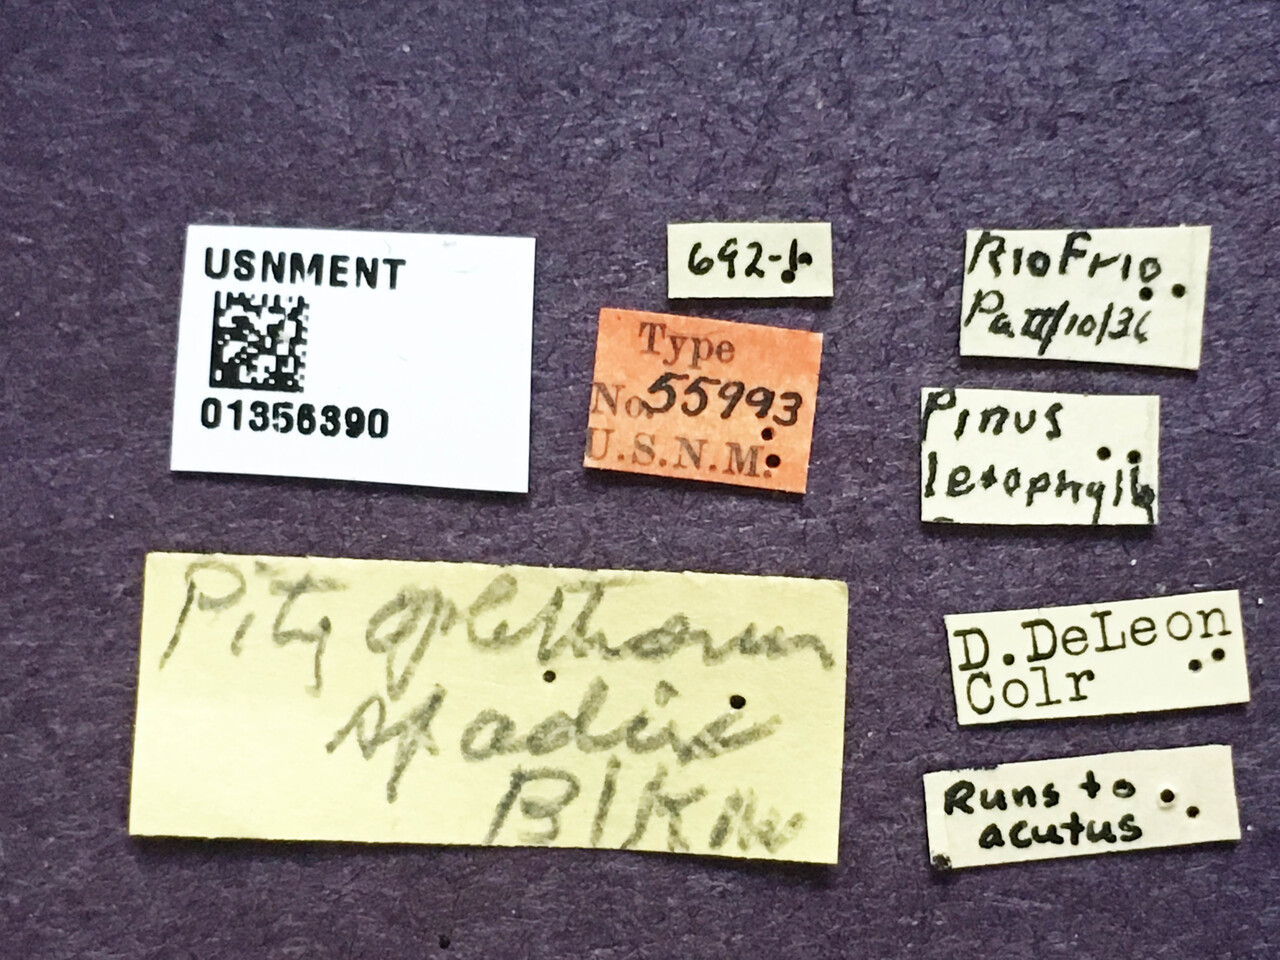 USNMENT
01356390
692-b
Type
No. 55993
U.S.N.M.
Rio Frio
Pa III/10/36
Pinus
leiophylla
D.DeLeon
Colr
Runs to
acutus
Pityophthorus
spadix
Blkm